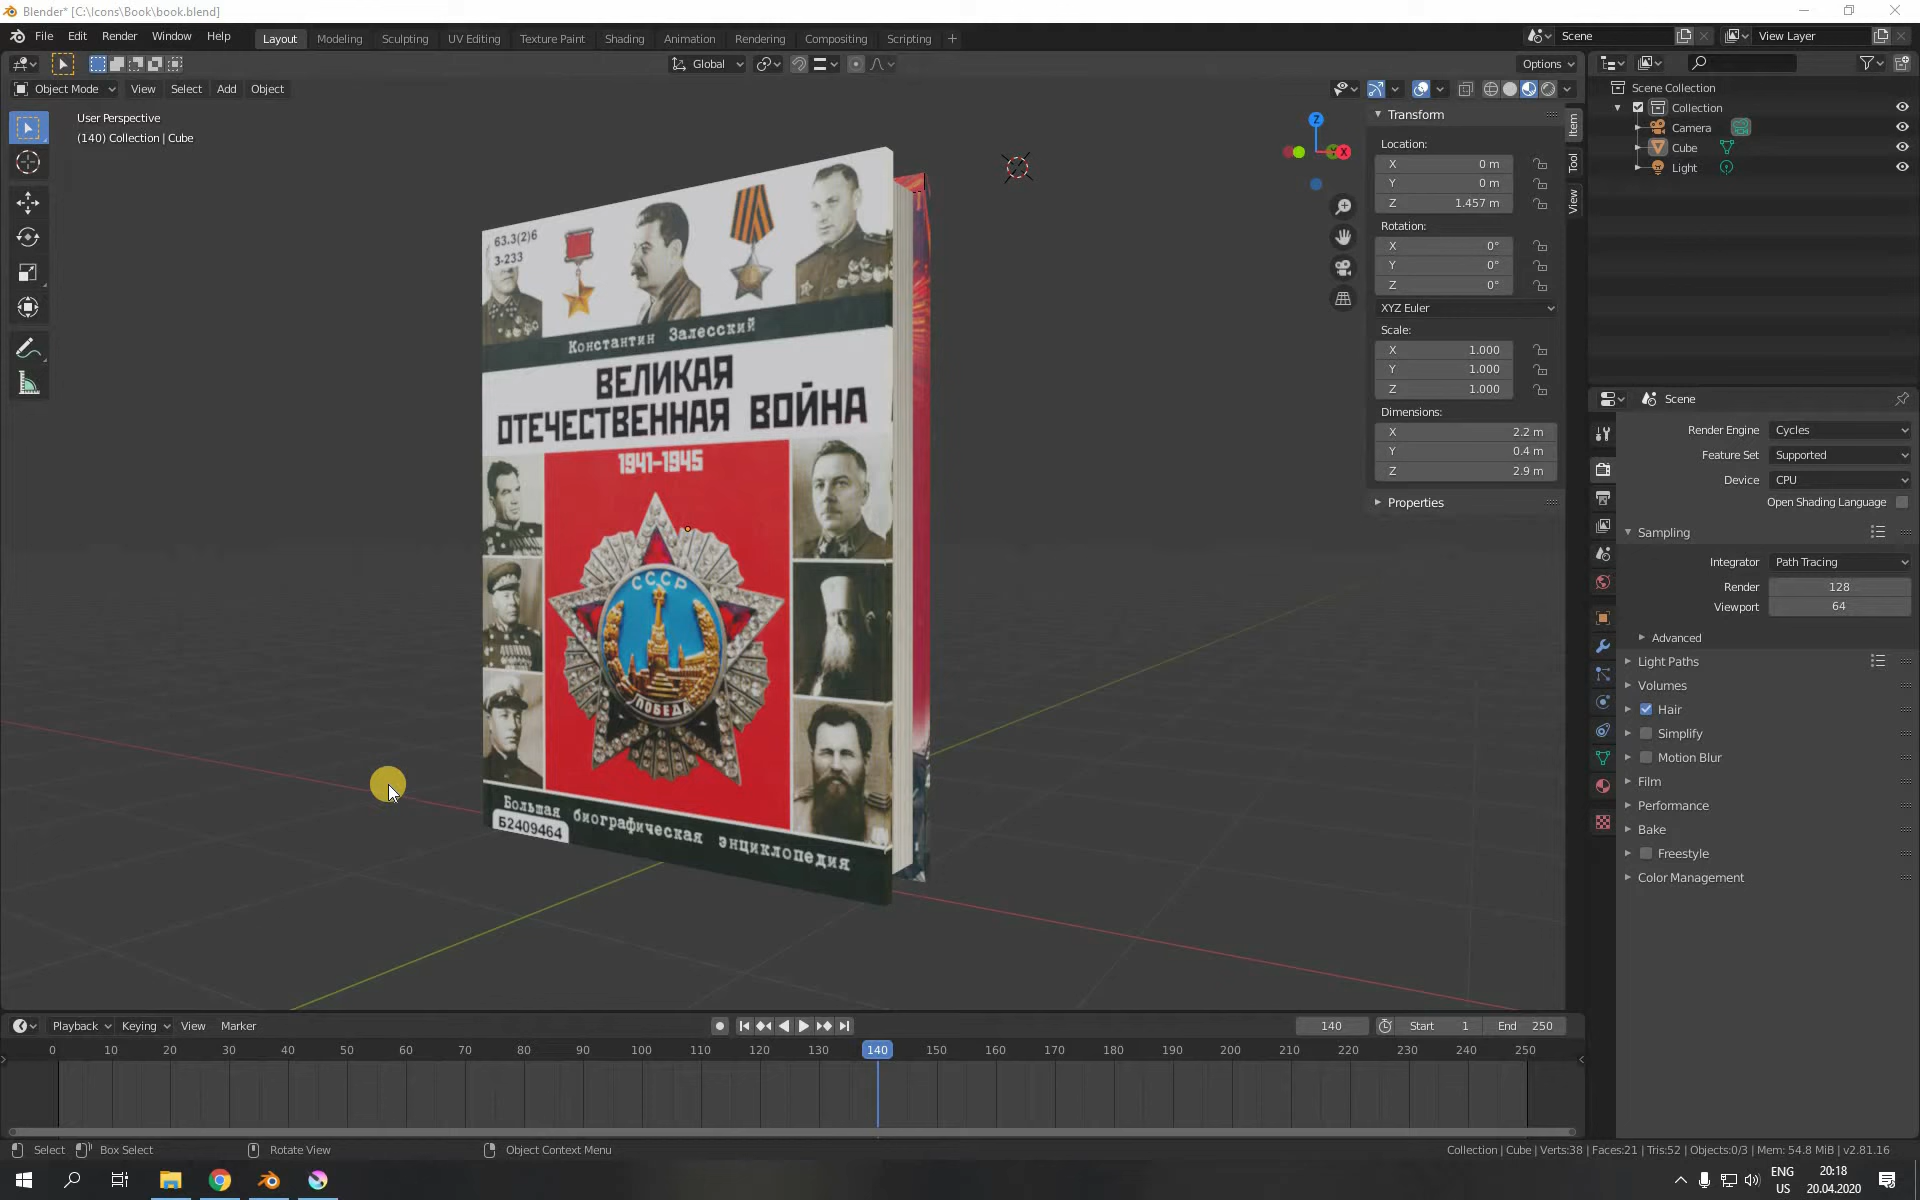 Blender* [C:\Icons\Book\book.blend]
File Edit Render Window Help
Layout Modeling Sculpting UV Editing Texture Paint Shading Animation Rendering Compositing Scripting +
Scene
View Layer
Global
Options
Object Mode View Select Add Object
User Perspective
(140) Collection | Cube
63.3(2)6
З-233
Константин Залесский
ВЕЛИКАЯ
ОТЕЧЕСТВЕННАЯ ВОЙНА
1941–1945
СССР
ПОБЕДА
Большая биографическая энциклопедия
Б2409464
Z
Y
X
Transform
Location:
X 0 m
Y 0 m
Z 1.457 m
Rotation:
X 0°
Y 0°
Z 0°
XYZ Euler
Scale:
X 1.000
Y 1.000
Z 1.000
Dimensions:
X 2.2 m
Y 0.4 m
Z 2.9 m
Properties
Item
Tool
View
Scene Collection
Collection
Camera
Cube
Light
Scene
Render Engine Cycles
Feature Set Supported
Device CPU
Open Shading Language
Sampling
Integrator Path Tracing
Render 128
Viewport 64
Advanced
Light Paths
Volumes
Hair
Simplify
Motion Blur
Film
Performance
Bake
Freestyle
Color Management
Playback Keying View Marker
140 Start 1 End 250
0 10 20 30 40 50 60 70 80 90 100 110 120 130 140 150 160 170 180 190 200 210 220 230 240 250
Select Box Select Rotate View Object Context Menu
Collection | Cube | Verts:38 | Faces:21 | Tris:52 | Objects:0/3 | Mem: 54.8 MiB | v2.81.16
ENG
US
20:18
20.04.2020